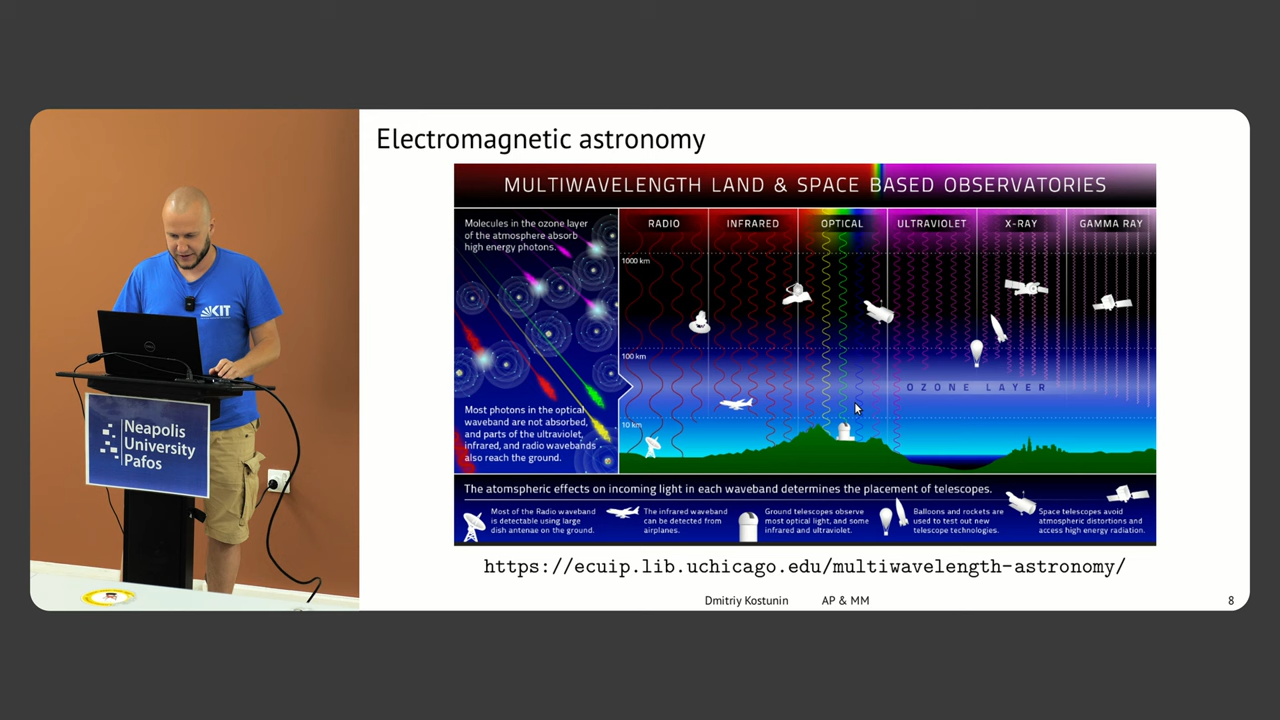 Electromagnetic astronomy
MULTIWAVELENGTH LAND & SPACE BASED OBSERVATORIES
Molecules in the ozone layer
of the atmosphere absorb
high energy photons.
RADIO
INFRARED
OPTICAL
ULTRAVIOLET
X-RAY
GAMMA RAY
1000 km
100 km
OZONE LAYER
10 km
Most photons in the optical
waveband are not absorbed,
and parts of the ultraviolet,
infrared, and radio wavebands
also reach the ground.
The atomspheric effects on incoming light in each waveband determines the placement of telescopes.
Most of the Radio waveband
is detectable using large
dish antenae on the ground.
The infrared waveband
can be detected from
airplanes.
Ground telescopes observe
most optical light, and some
infrared and ultraviolet.
Balloons and rockets are
used to test out new
telescope technologies.
Space telescopes avoid
atmospheric distortions and
access high energy radiation.
https://ecuip.lib.uchicago.edu/multiwavelength-astronomy/
Dmitriy Kostunin AP & MM 8
KIT
DELL
Neapolis
University
Pafos